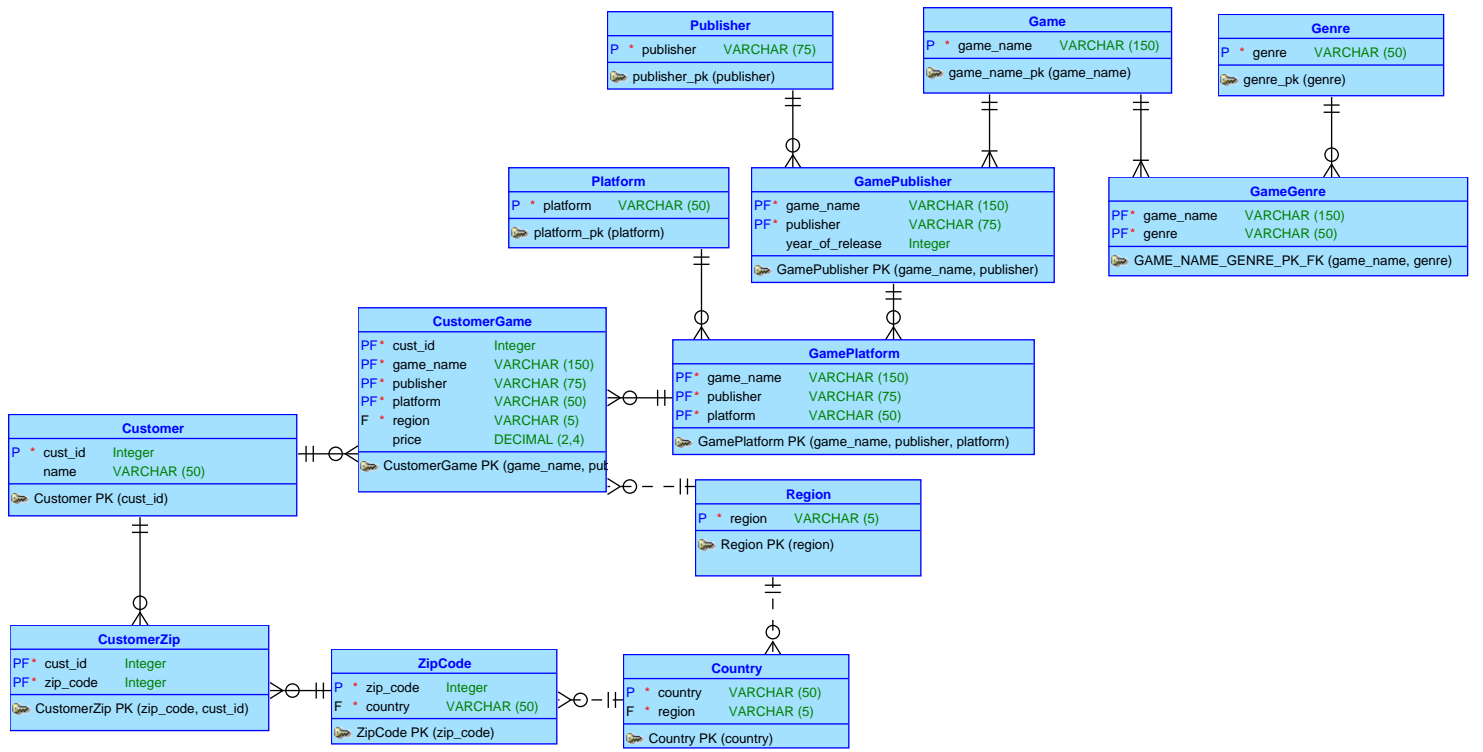 Publisher
P * publisher VARCHAR (75)
publisher_pk (publisher)
Game
P * game_name VARCHAR (150)
game_name_pk (game_name)
Genre
P * genre VARCHAR (50)
genre_pk (genre)
Platform
P * platform VARCHAR (50)
platform_pk (platform)
GamePublisher
PF* game_name VARCHAR (150)
PF* publisher VARCHAR (75)
year_of_release Integer
GamePublisher PK (game_name, publisher)
GameGenre
PF* game_name VARCHAR (150)
PF* genre VARCHAR (50)
GAME_NAME_GENRE_PK_FK (game_name, genre)
CustomerGame
PF* cust_id Integer
PF* game_name VARCHAR (150)
PF* publisher VARCHAR (75)
PF* platform VARCHAR (50)
F * region VARCHAR (5)
price DECIMAL (2,4)
CustomerGame PK (game_name, pub
GamePlatform
PF* game_name VARCHAR (150)
PF* publisher VARCHAR (75)
PF* platform VARCHAR (50)
GamePlatform PK (game_name, publisher, platform)
Customer
P * cust_id Integer
name VARCHAR (50)
Customer PK (cust_id)
Region
P * region VARCHAR (5)
Region PK (region)
CustomerZip
PF* cust_id Integer
PF* zip_code Integer
CustomerZip PK (zip_code, cust_id)
ZipCode
P * zip_code Integer
F * country VARCHAR (50)
ZipCode PK (zip_code)
Country
P * country VARCHAR (50)
F * region VARCHAR (5)
Country PK (country)